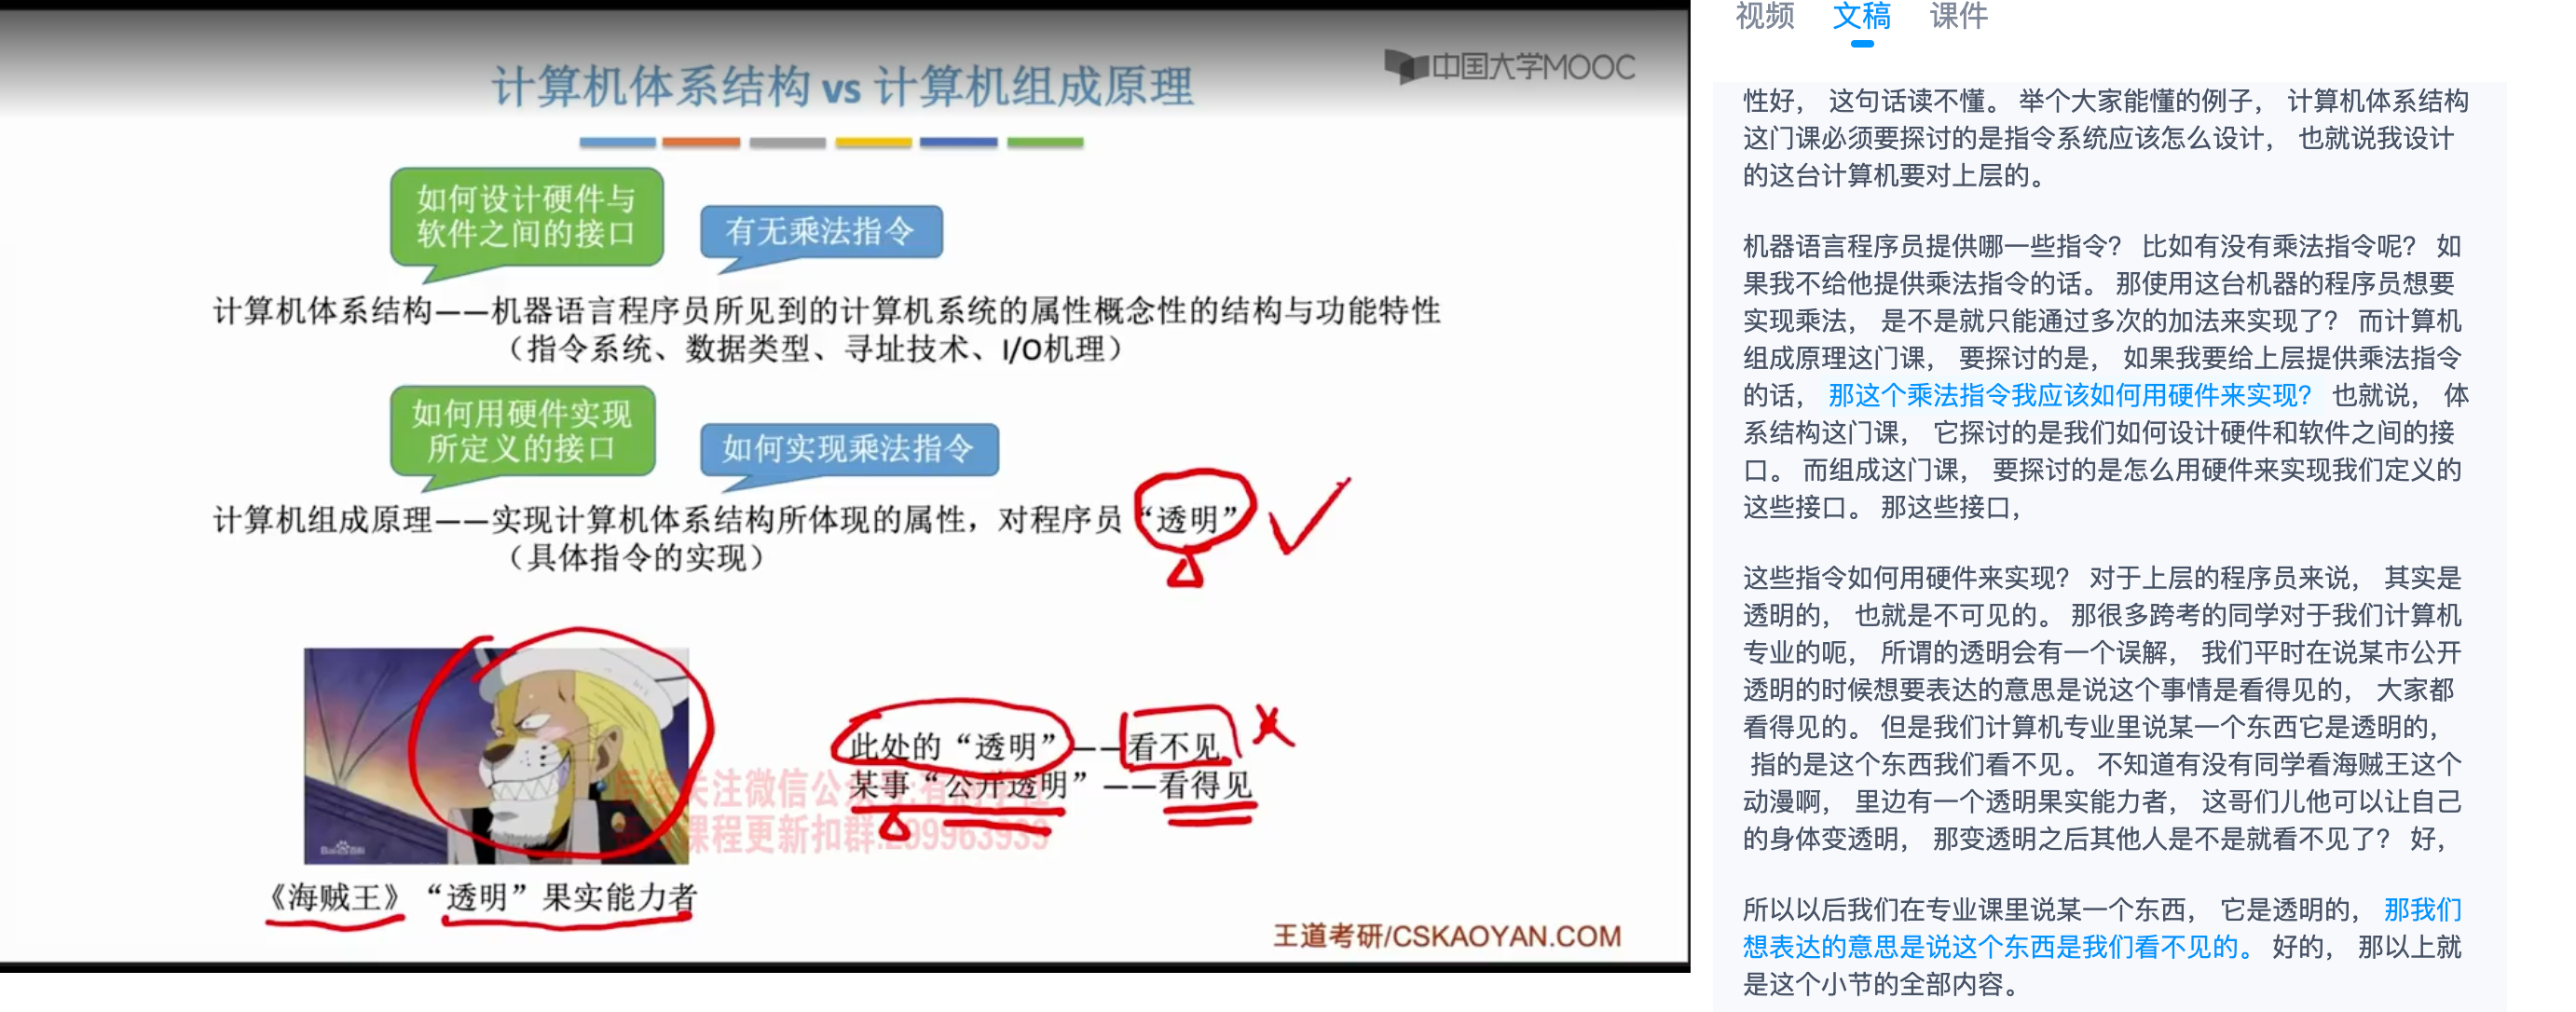 计算机体系结构 vs 计算机组成原理
中国大学MOOC
如何设计硬件与
软件之间的接口
有无乘法指令
计算机体系结构——机器语言程序员所见到的计算机系统的属性概念性的结构与功能特性
（指令系统、数据类型、寻址技术、I/O机理）
如何用硬件实现
所定义的接口
如何实现乘法指令
计算机组成原理——实现计算机体系结构所体现的属性，对程序员“透明”
（具体指令的实现）
此处的“透明”——看不见
某事“公开透明”——看得见
关注微信公众号:有
课程更新扣群:209963933
Bai百科
《海贼王》“透明”果实能力者
王道考研/CSKAOYAN.COM
视频 文稿 课件
性好， 这句话读不懂。 举个大家能懂的例子， 计算机体系结构
这门课必须要探讨的是指令系统应该怎么设计， 也就说我设计
的这台计算机要对上层的。
机器语言程序员提供哪一些指令？ 比如有没有乘法指令呢？ 如
果我不给他提供乘法指令的话。 那使用这台机器的程序员想要
实现乘法， 是不是就只能通过多次的加法来实现了？ 而计算机
组成原理这门课， 要探讨的是， 如果我要给上层提供乘法指令
的话， 那这个乘法指令我应该如何用硬件来实现？ 也就说， 体
系结构这门课， 它探讨的是我们如何设计硬件和软件之间的接
口。 而组成这门课， 要探讨的是怎么用硬件来实现我们定义的
这些接口。 那这些接口，
这些指令如何用硬件来实现？ 对于上层的程序员来说， 其实是
透明的， 也就是不可见的。 那很多跨考的同学对于我们计算机
专业的呃， 所谓的透明会有一个误解， 我们平时在说某市公开
透明的时候想要表达的意思是说这个事情是看得见的， 大家都
看得见的。 但是我们计算机专业里说某一个东西它是透明的，
指的是这个东西我们看不见。 不知道有没有同学看海贼王这个
动漫啊， 里边有一个透明果实能力者， 这哥们儿他可以让自己
的身体变透明， 那变透明之后其他人是不是就看不见了？ 好，
所以以后我们在专业课里说某一个东西， 它是透明的， 那我们
想表达的意思是说这个东西是我们看不见的。 好的， 那以上就
是这个小节的全部内容。